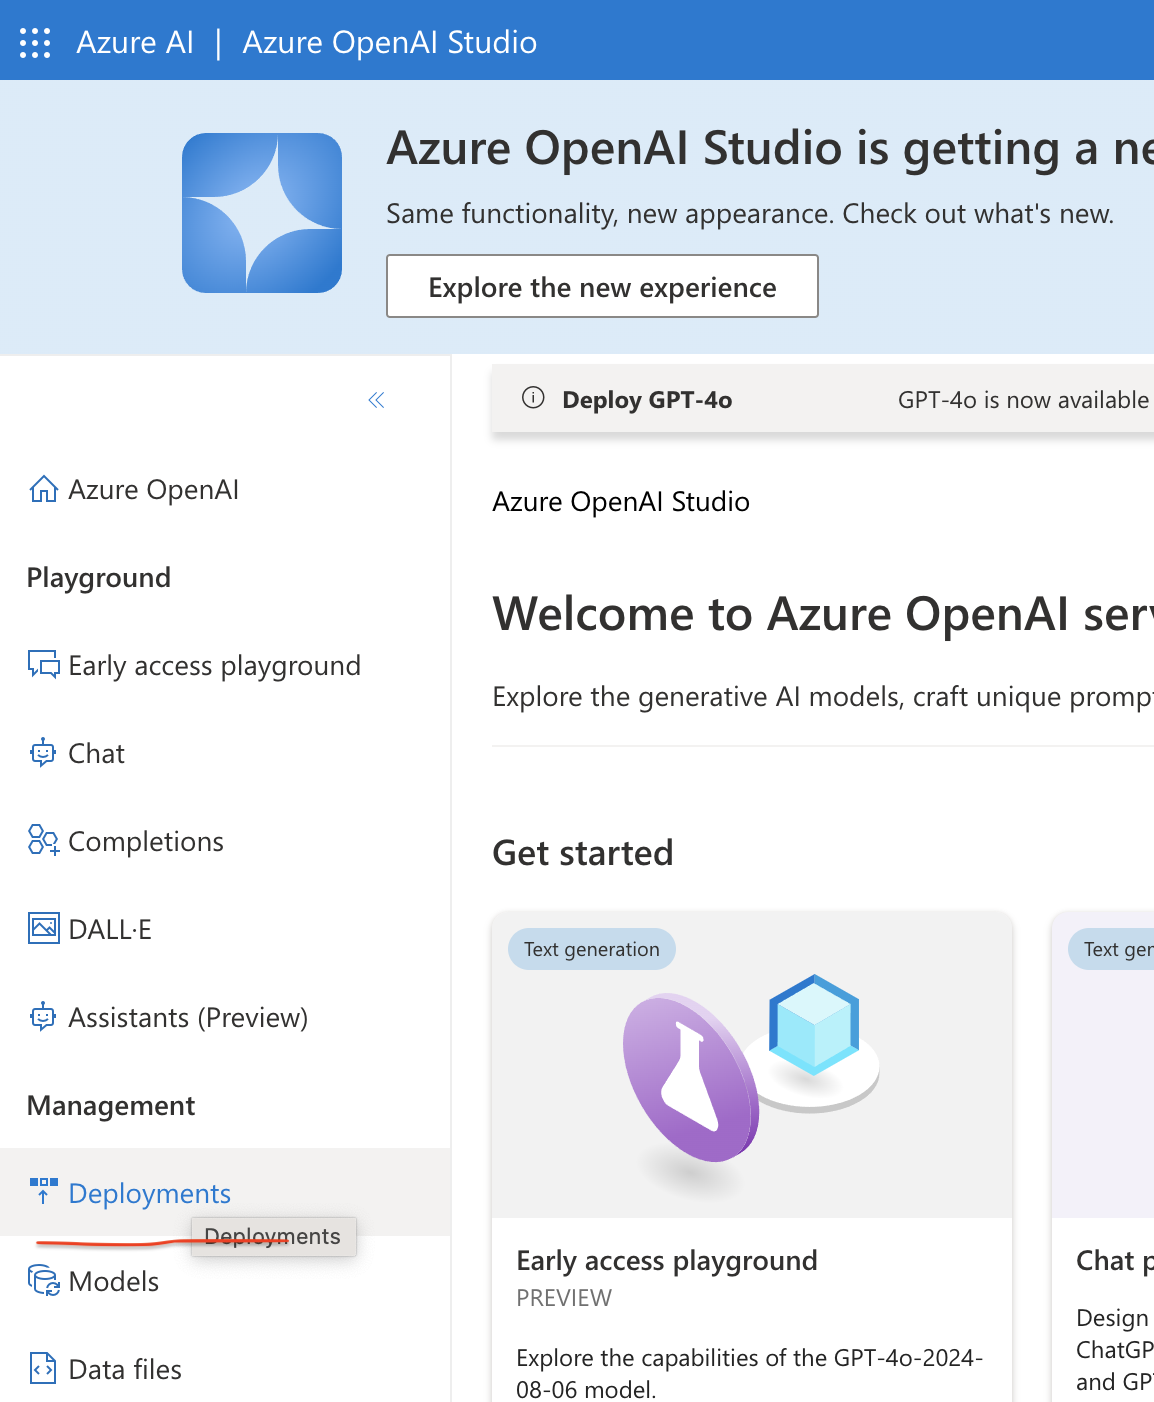 Azure AI | Azure OpenAI Studio
Azure OpenAI Studio is getting a ne
Same functionality, new appearance. Check out what's new.
Explore the new experience
Azure OpenAI
Playground
Early access playground
Chat
Completions
DALL·E
Assistants (Preview)
Management
Deployments
Deployments
Models
Data files
Deploy GPT-4o GPT-4o is now available
Azure OpenAI Studio
Welcome to Azure OpenAI serv
Explore the generative AI models, craft unique prompt
Get started
Text generation
Early access playground
PREVIEW
Explore the capabilities of the GPT-4o-2024-
08-06 model.
Text gen
Chat p
Design
ChatGP
and GPT